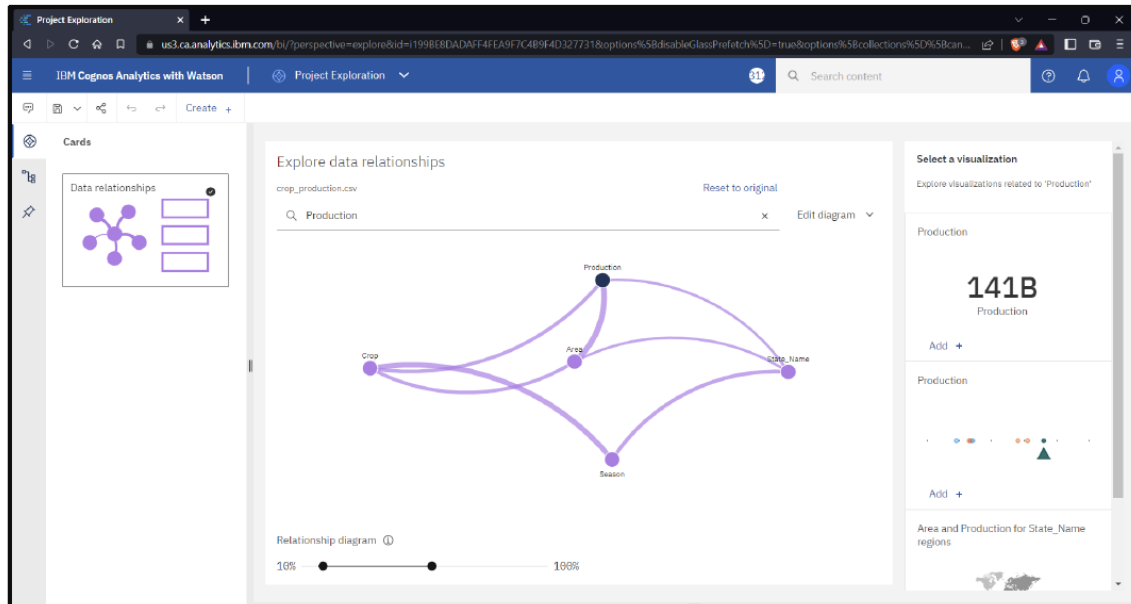 Project Exploration
us3.ca.analytics.ibm.com/bi/?perspective=explore&id=i199BE8DADAFF4FEA9F7C4B9F4D327731&options%5BdisableGlassPrefetch%5D=true&options%5Bcollections%5D%5Bcan...
IBM Cognos Analytics with Watson
Project Exploration
Search content
Create +
Cards
Data relationships
Explore data relationships
crop_production.csv
Reset to original
Production
Edit diagram
Production
Crop
Area
State_Name
Season
Relationship diagram
10%
100%
Select a visualization
Explore visualizations related to 'Production'
Production
141B
Production
Add +
Production
Add +
Area and Production for State_Name
regions